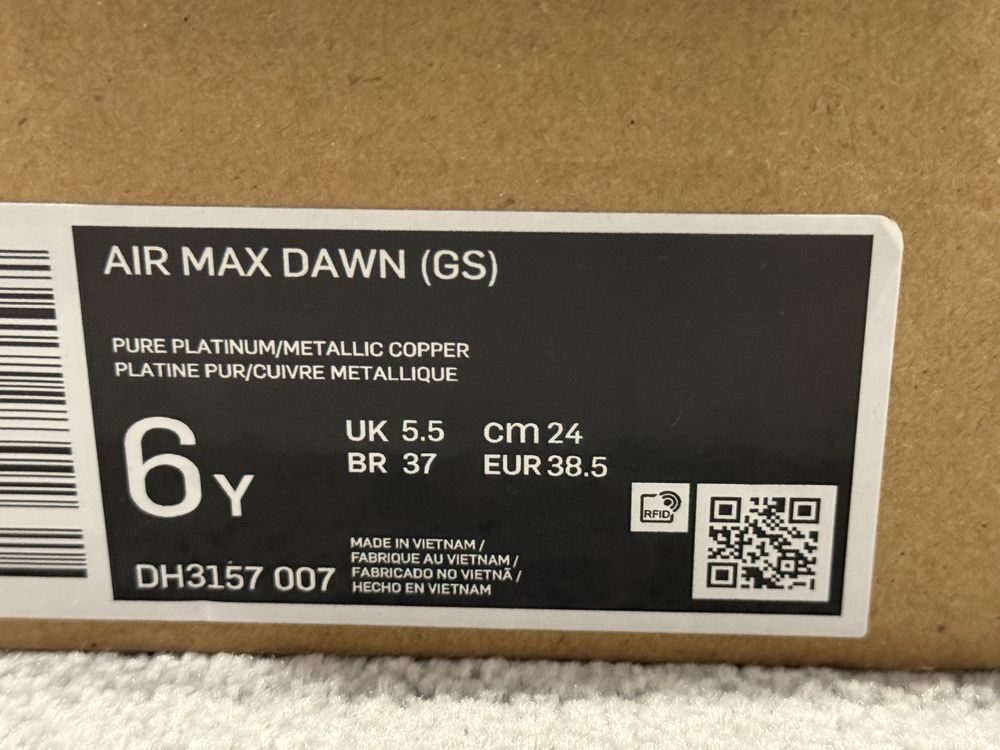 AIR MAX DAWN (GS)
PURE PLATINUM/METALLIC COPPER
PLATINE PUR/CUIVRE METALLIQUE
6Y
UK 5.5 cm 24
BR 37 EUR 38.5
RFID
DH3157 007
MADE IN VIETNAM /
FABRIQUE AU VIETNAM /
FABRICADO NO VIETNÃ /
HECHO EN VIETNAM